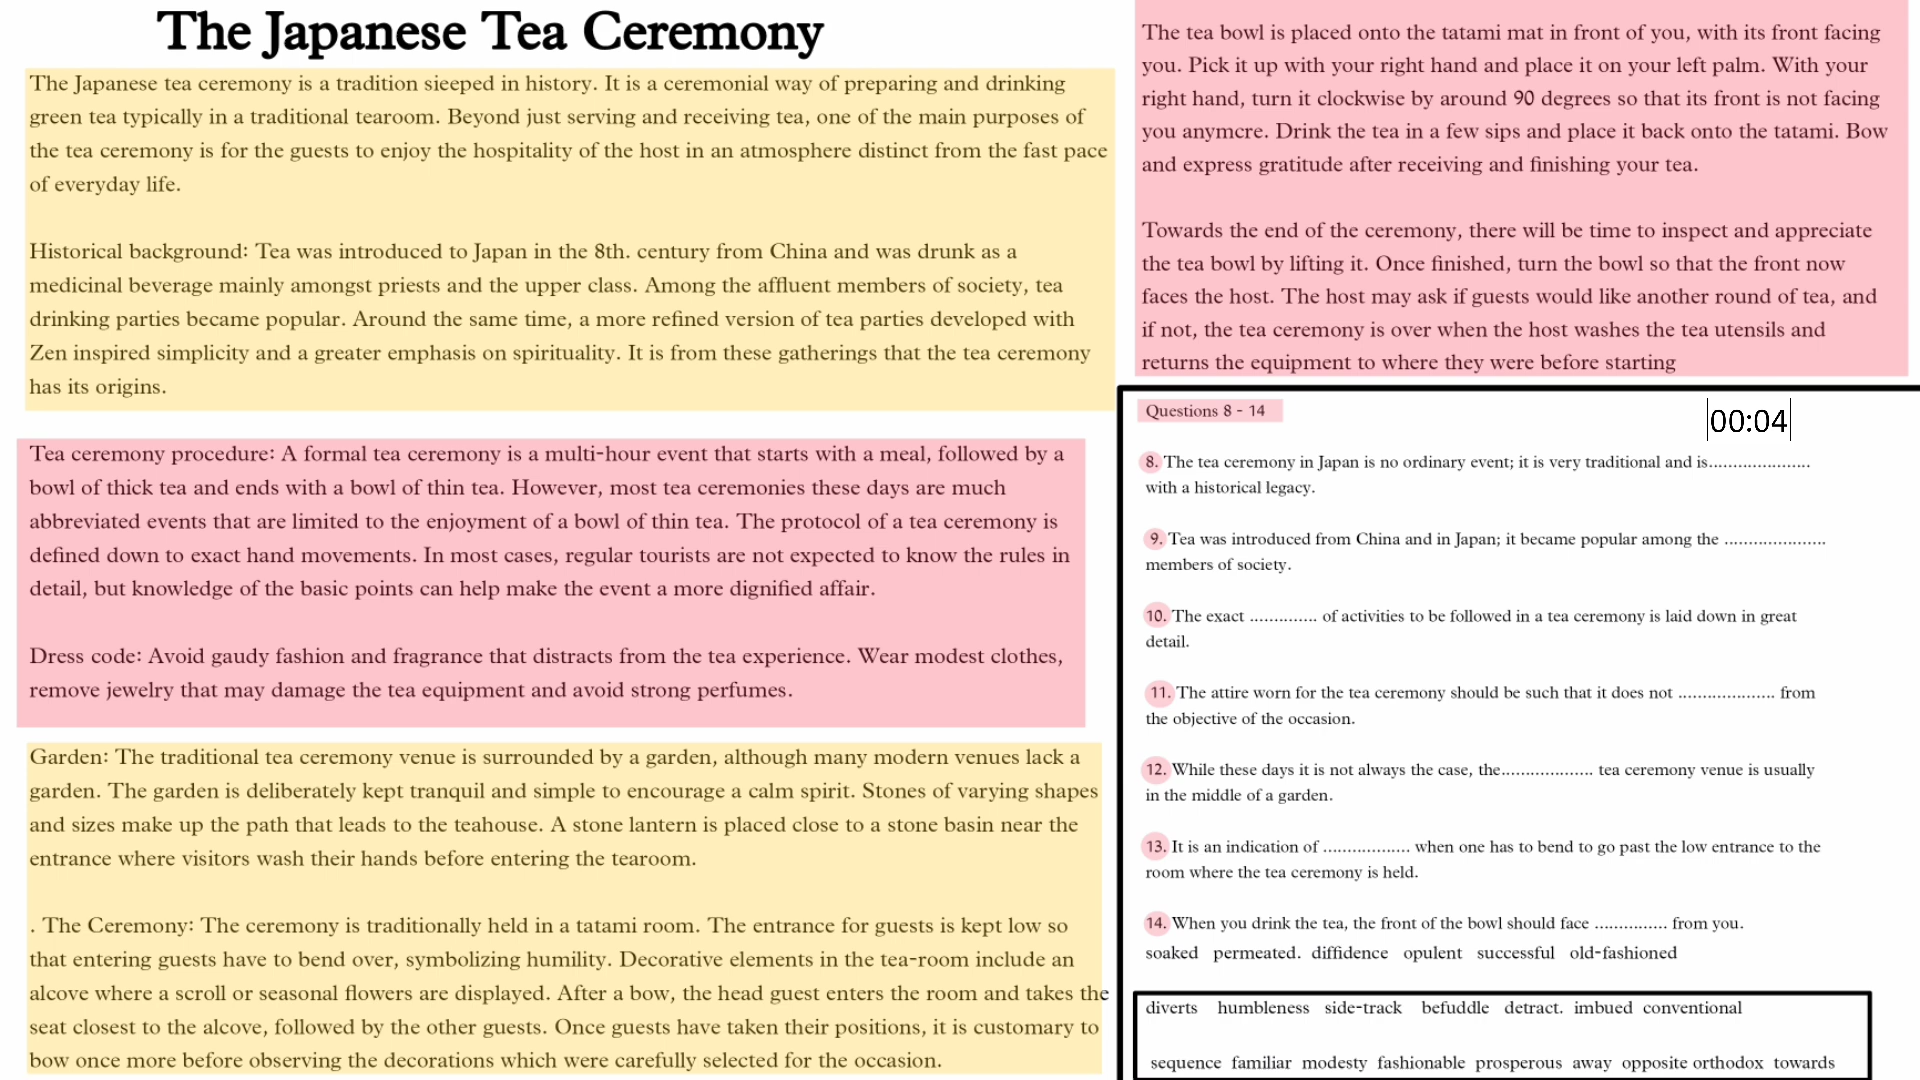 The Japanese Tea Ceremony
The Japanese tea ceremony is a tradition sieeped in history. It is a ceremonial way of preparing and drinking
green tea typically in a traditional tearoom. Beyond just serving and receiving tea, one of the main purposes of
the tea ceremony is for the guests to enjoy the hospitality of the host in an atmosphere distinct from the fast pace
of everyday life.
Historical background: Tea was introduced to Japan in the 8th. century from China and was drunk as a
medicinal beverage mainly amongst priests and the upper class. Among the affluent members of society, tea
drinking parties became popular. Around the same time, a more refined version of tea parties developed with
Zen inspired simplicity and a greater emphasis on spirituality. It is from these gatherings that the tea ceremony
has its origins.
Tea ceremony procedure: A formal tea ceremony is a multi-hour event that starts with a meal, followed by a
bowl of thick tea and ends with a bowl of thin tea. However, most tea ceremonies these days are much
abbreviated events that are limited to the enjoyment of a bowl of thin tea. The protocol of a tea ceremony is
defined down to exact hand movements. In most cases, regular tourists are not expected to know the rules in
detail, but knowledge of the basic points can help make the event a more dignified affair.
Dress code: Avoid gaudy fashion and fragrance that distracts from the tea experience. Wear modest clothes,
remove jewelry that may damage the tea equipment and avoid strong perfumes.
Garden: The traditional tea ceremony venue is surrounded by a garden, although many modern venues lack a
garden. The garden is deliberately kept tranquil and simple to encourage a calm spirit. Stones of varying shapes
and sizes make up the path that leads to the teahouse. A stone lantern is placed close to a stone basin near the
entrance where visitors wash their hands before entering the tearoom.
. The Ceremony: The ceremony is traditionally held in a tatami room. The entrance for guests is kept low so
that entering guests have to bend over, symbolizing humility. Decorative elements in the tea-room include an
alcove where a scroll or seasonal flowers are displayed. After a bow, the head guest enters the room and takes the
seat closest to the alcove, followed by the other guests. Once guests have taken their positions, it is customary to
bow once more before observing the decorations which were carefully selected for the occasion.
The tea bowl is placed onto the tatami mat in front of you, with its front facing
you. Pick it up with your right hand and place it on your left palm. With your
right hand, turn it clockwise by around 90 degrees so that its front is not facing
you anymcre. Drink the tea in a few sips and place it back onto the tatami. Bow
and express gratitude after receiving and finishing your tea.
Towards the end of the ceremony, there will be time to inspect and appreciate
the tea bowl by lifting it. Once finished, turn the bowl so that the front now
faces the host. The host may ask if guests would like another round of tea, and
if not, the tea ceremony is over when the host washes the tea utensils and
returns the equipment to where they were before starting
Questions 8 - 14
00:04
8. The tea ceremony in Japan is no ordinary event; it is very traditional and is.....................
with a historical legacy.
9. Tea was introduced from China and in Japan; it became popular among the .....................
members of society.
10. The exact .............. of activities to be followed in a tea ceremony is laid down in great
detail.
11. The attire worn for the tea ceremony should be such that it does not .................... from
the objective of the occasion.
12. While these days it is not always the case, the................... tea ceremony venue is usually
in the middle of a garden.
13. It is an indication of .................. when one has to bend to go past the low entrance to the
room where the tea ceremony is held.
14. When you drink the tea, the front of the bowl should face ............... from you.
soaked permeated. diffidence opulent successful old-fashioned
diverts humbleness side-track befuddle detract. imbued conventional
sequence familiar modesty fashionable prosperous away opposite orthodox towards